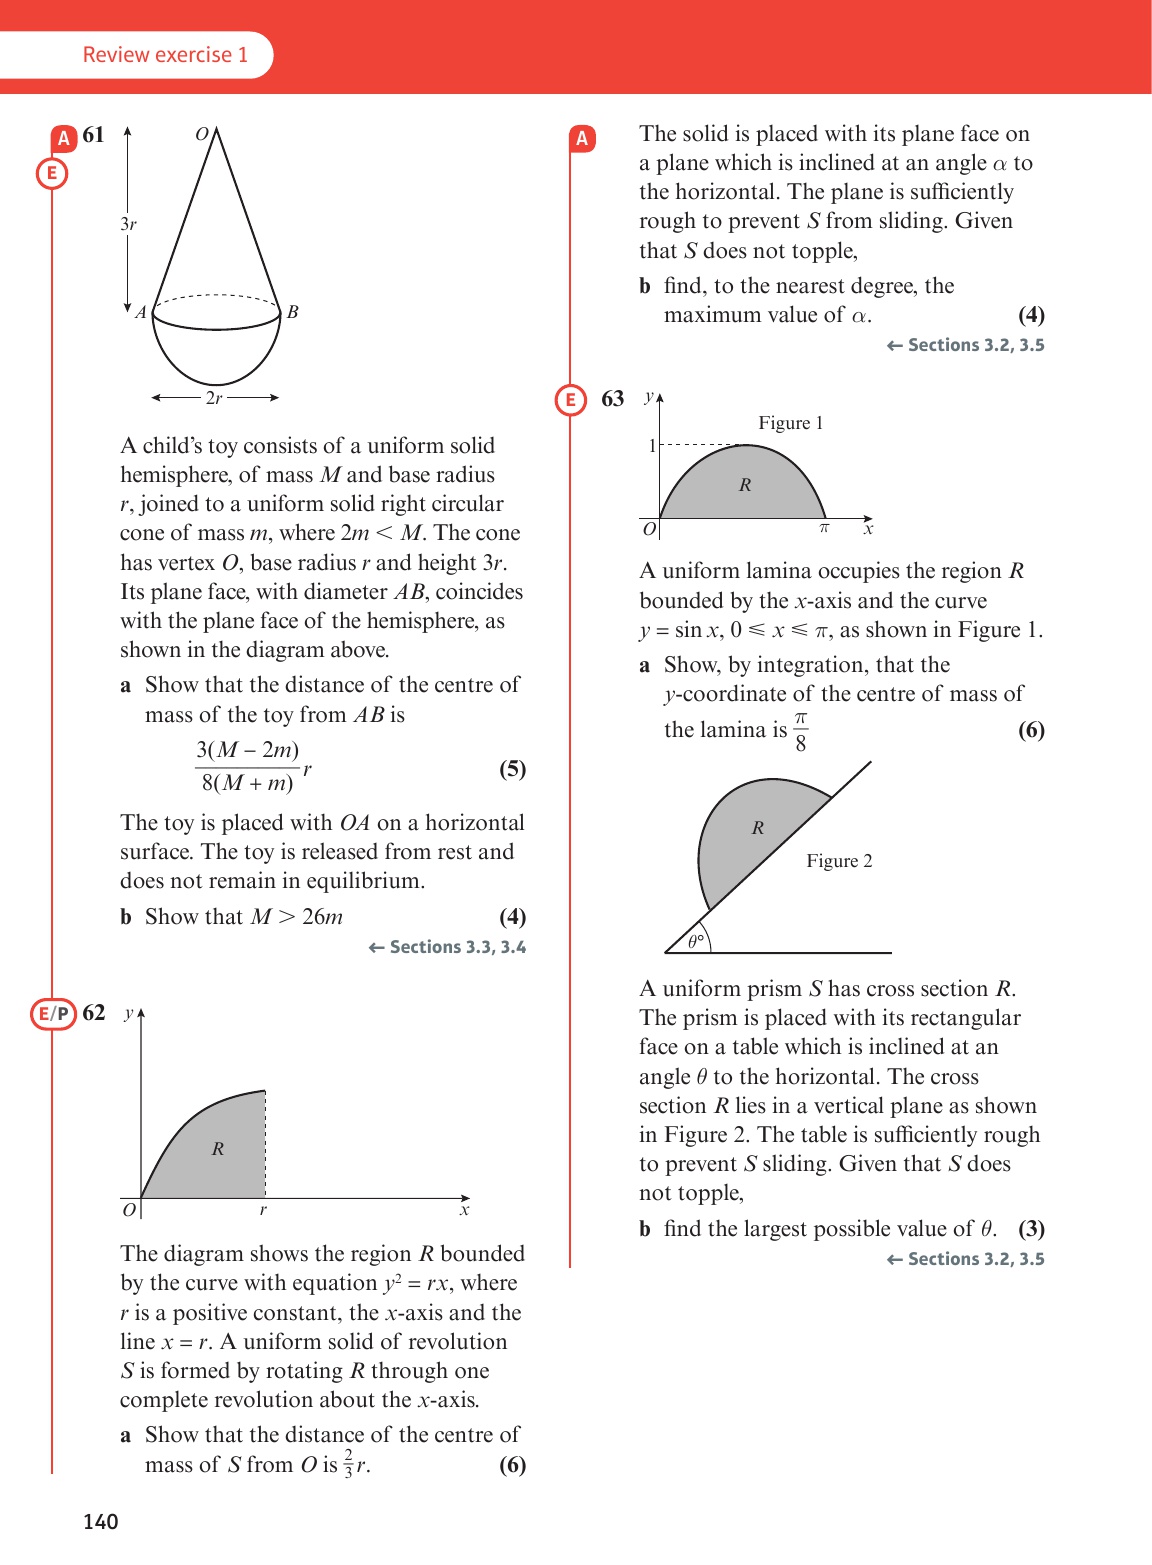 Review exercise 1
A 61
E
O
3r
A
B
2r
A child's toy consists of a uniform solid
hemisphere, of mass M and base radius
r, joined to a uniform solid right circular
cone of mass m, where 2m < M. The cone
has vertex O, base radius r and height 3r.
Its plane face, with diameter AB, coincides
with the plane face of the hemisphere, as
shown in the diagram above.
a Show that the distance of the centre of
mass of the toy from AB is
3(M − 2m)
8(M + m)
r
(5)
The toy is placed with OA on a horizontal
surface. The toy is released from rest and
does not remain in equilibrium.
b Show that M > 26m (4)
← Sections 3.3, 3.4
E/P 62
y
R
O
r
x
The diagram shows the region R bounded
by the curve with equation y² = rx, where
r is a positive constant, the x-axis and the
line x = r. A uniform solid of revolution
S is formed by rotating R through one
complete revolution about the x-axis.
a Show that the distance of the centre of
mass of S from O is 2/3 r. (6)
A
The solid is placed with its plane face on
a plane which is inclined at an angle α to
the horizontal. The plane is sufficiently
rough to prevent S from sliding. Given
that S does not topple,
b find, to the nearest degree, the
maximum value of α. (4)
← Sections 3.2, 3.5
E 63
y
Figure 1
1
R
O
π
x
A uniform lamina occupies the region R
bounded by the x-axis and the curve
y = sin x, 0 ⩽ x ⩽ π, as shown in Figure 1.
a Show, by integration, that the
y-coordinate of the centre of mass of
the lamina is π/8 (6)
R
Figure 2
θ°
A uniform prism S has cross section R.
The prism is placed with its rectangular
face on a table which is inclined at an
angle θ to the horizontal. The cross
section R lies in a vertical plane as shown
in Figure 2. The table is sufficiently rough
to prevent S sliding. Given that S does
not topple,
b find the largest possible value of θ. (3)
← Sections 3.2, 3.5
140